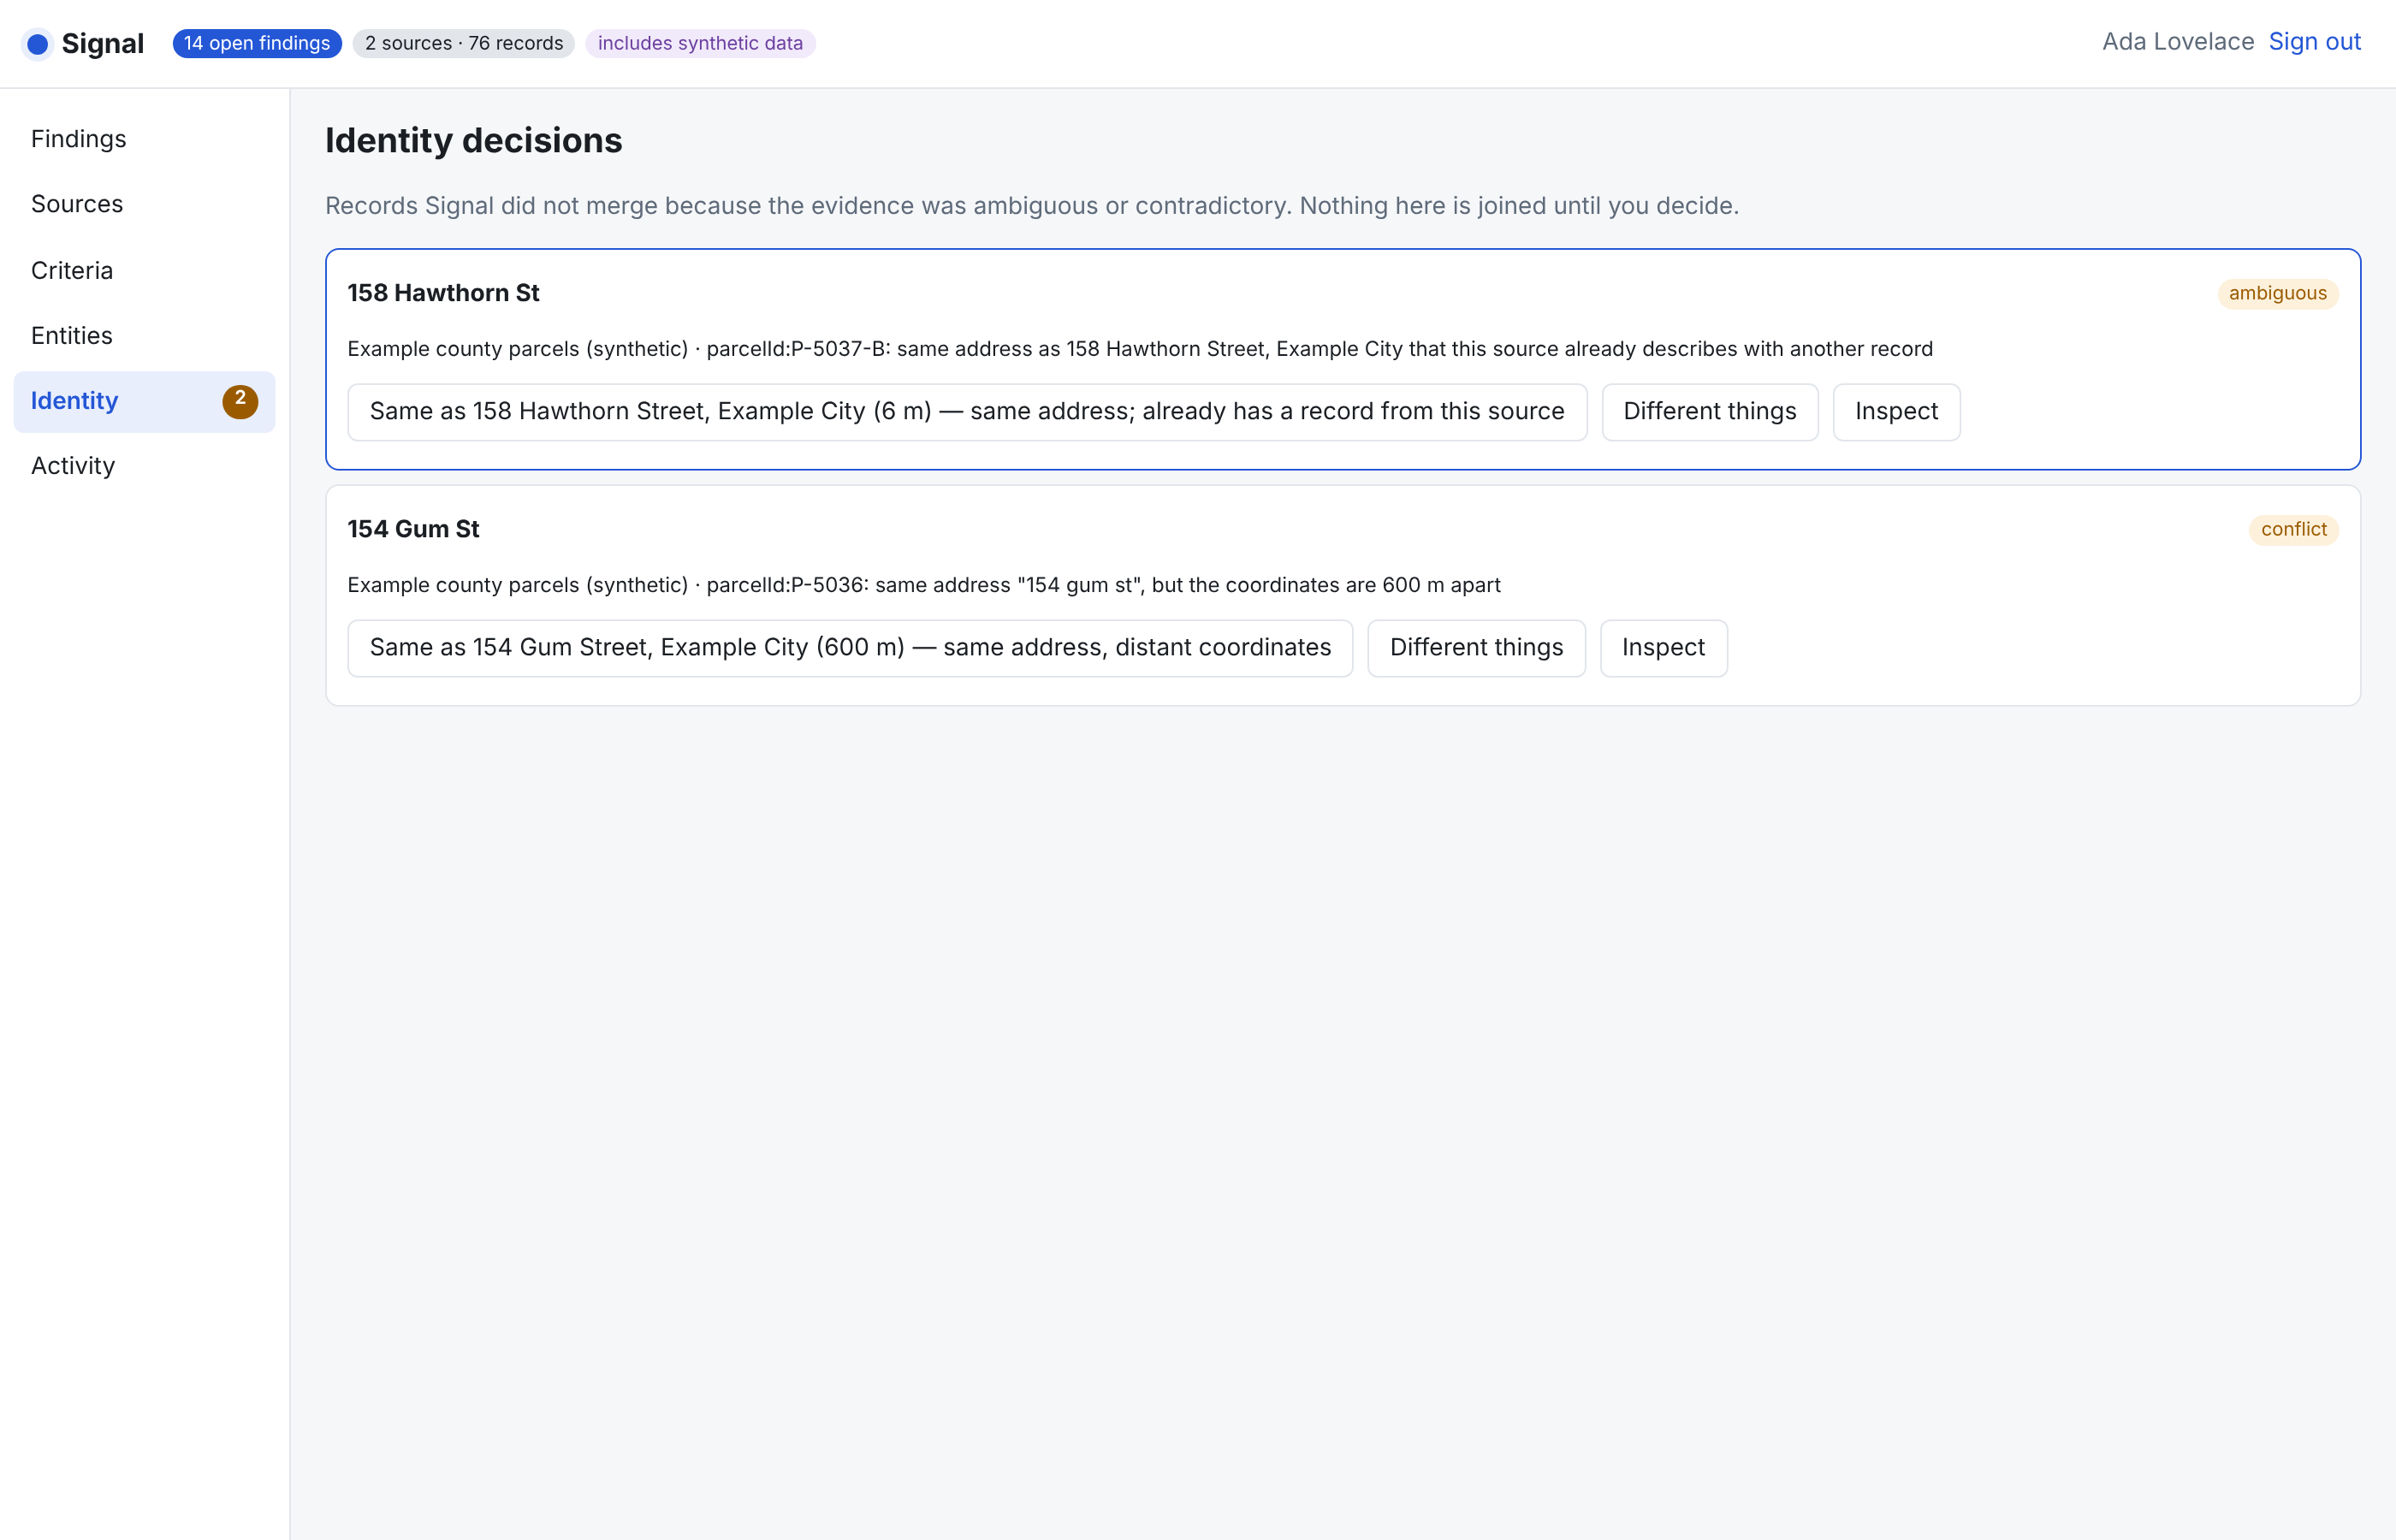 Signal 14 open findings 2 sources · 76 records includes synthetic data Ada Lovelace Sign out
Findings
Sources
Criteria
Entities
Identity 2
Activity
Identity decisions
Records Signal did not merge because the evidence was ambiguous or contradictory. Nothing here is joined until you decide.
158 Hawthorn St ambiguous
Example county parcels (synthetic) · parcelId:P-5037-B: same address as 158 Hawthorn Street, Example City that this source already describes with another record
Same as 158 Hawthorn Street, Example City (6 m) — same address; already has a record from this source Different things Inspect
154 Gum St conflict
Example county parcels (synthetic) · parcelId:P-5036: same address "154 gum st", but the coordinates are 600 m apart
Same as 154 Gum Street, Example City (600 m) — same address, distant coordinates Different things Inspect